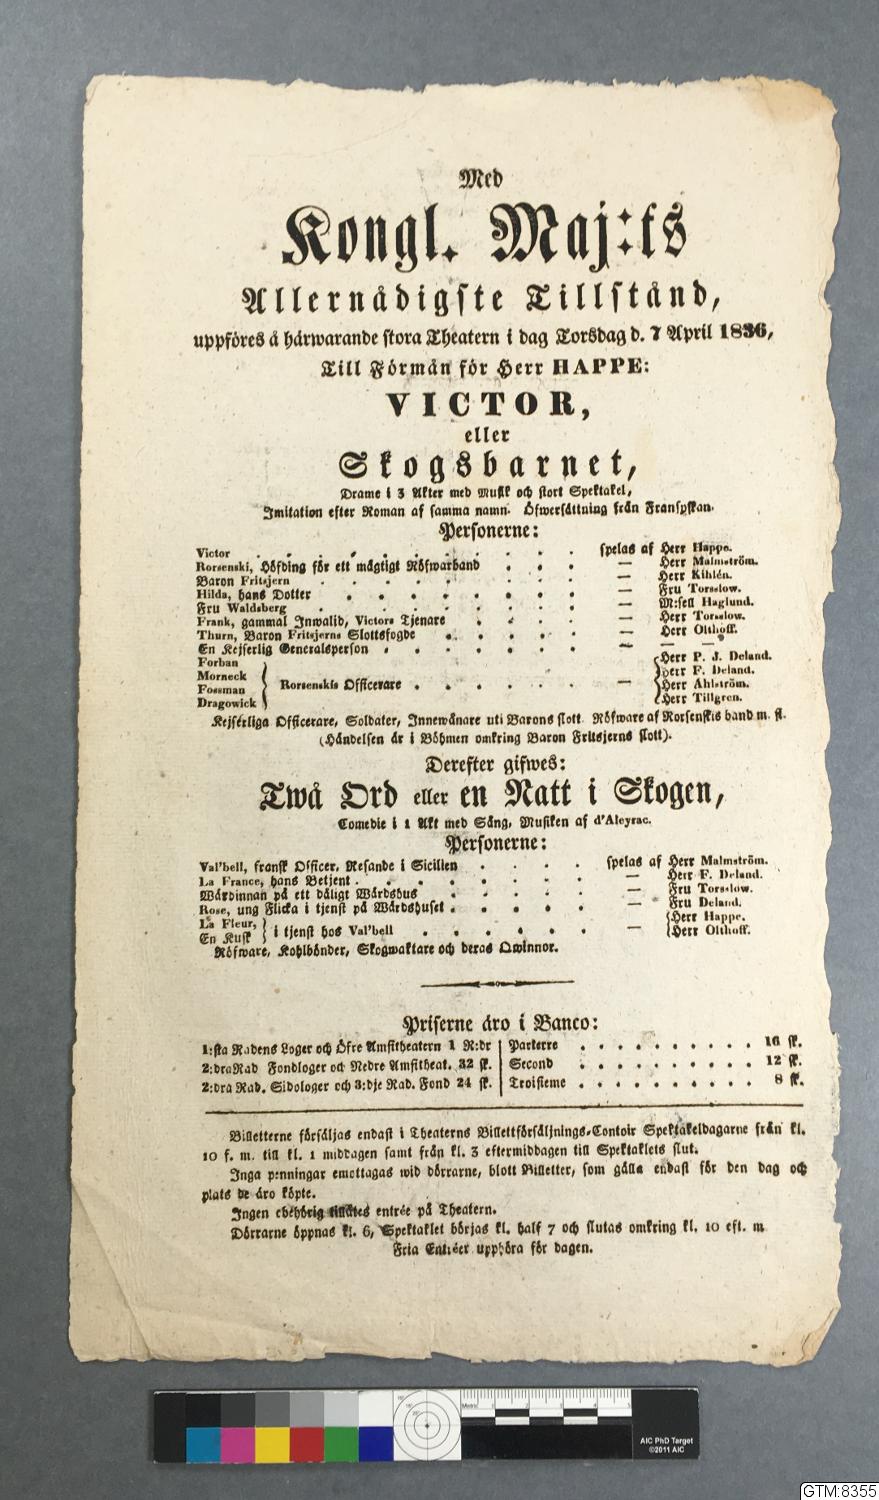 Med
Kongl. Maj:ts
Allernådigste Tillstånd,
uppföres å härwarande stora Theatern i dag Torsdag d. 7 April 1836,
Till Förmån för Herr HAPPE:
VICTOR,
eller
Skogsbarnet,
Drame i 3 Akter med Musik och stort Spektakel,
Imitation efter Roman af samma namn. Öfwersättning från Fransyskan.
Personerne:
Victor . . . . . . . . . spelas af Herr Happe.
Rorsenski, Höfding för ett mägtigt Röfwarband . . . — Herr Malmström.
Baron Fritsjern . . . . . . . . — Herr Kihlén.
Hilda, hans Dotter . . . . . . . . — Fru Torsslow.
Fru Waldsberg . . . . . . . . — M:sell Haglund.
Frank, gammal Inwalid, Victors Tjenare . . . . — Herr Torsslow.
Thurn, Baron Fritsjerns Slottsfogde . . . . . — Herr Olthoff.
En Kejserlig Generalsperson . . . . . . . — — —
Forban Herr P. J. Deland.
Morneck Herr F. Deland.
Fossman Rorsenskis Officerare . . . . . . — Herr Ahlström.
Dragowick Herr Tillgren.
Kejserliga Officerare, Soldater, Innewånare uti Barons slott. Röfware af Rorsenskis band m. fl.
(Händelsen är i Böhmen omkring Baron Fritsjerns slott).
Derefter gifwes:
Twå Ord eller en Natt i Skogen,
Comedie i 1 Akt med Sång, Musiken af d'Aleyrac.
Personerne:
Val'bell, fransk Officer, Resande i Sicilien . . . . spelas af Herr Malmström.
La France, hans Betjent . . . . . . . — Herr F. Deland.
Wärdinnan på ett dåligt Wärdshus . . . . . — Fru Torsslow.
Rose, ung Flicka i tjenst på Wärdshuset . . . . . — Fru Deland.
La Fleur, Herr Happe.
En Kusk i tjenst hos Val'bell . . . . . . — Herr Olthoff.
Röfware, Kohlbönder, Skogwaktare och deras Qwinnor.
Priserne äro i Banco:
1:sta Radens Loger och Öfre Amfitheatern 1 R:dr Parterre . . . . . . . . . . 16 sk.
2:dra Rad Fondloger och Nedre Amfitheat. 32 sk. Second . . . . . . . . . . 12 sk.
2:dra Rad. Sidologer och 3:dje Rad. Fond 24 sk. Troisieme . . . . . . . . . . 8 sk.
Billetterne försäljas endast i Theaterns Billettförsäljnings-Contoir Spektakeldagarne från kl.
10 f. m. till kl. 1 middagen samt från kl. 3 eftermiddagen till Spektaklets slut.
Inga penningar emottagas wid dörrarne, blott Billetter, som gälla endast för den dag och
plats de äro köpte.
Ingen obehörig tillåtes entrée på Theatern.
Dörrarne öppnas kl. 6, Spektaklet börjas kl. half 7 och slutas omkring kl. 10 eft. m
Fria Entréer upphöra för dagen.
AIC PhD Target
©2011 AIC
GTM:8355